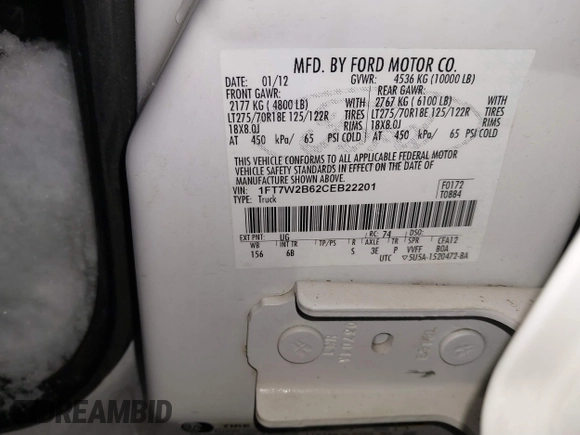 MFD. BY FORD MOTOR CO.
DATE: 01/12 GVWR: 4536 KG (10000 LB)
FRONT GAWR: REAR GAWR:
2177 KG ( 4800 LB) WITH 2767 KG ( 6100 LB) WITH
LT275/70R18E 125/122R TIRES LT275/70R18E 125/122R TIRES
18X8.0J RIMS 18X8.0J RIMS
AT 450 kPa/ 65 PSI COLD AT 450 kPa/ 65 PSI COLD
THIS VEHICLE CONFORMS TO ALL APPLICABLE FEDERAL MOTOR
VEHICLE SAFETY STANDARDS IN EFFECT ON THE DATE OF
MANUFACTURE SHOWN ABOVE.
VIN: 1FT7W2B62CEB22201 F0172
TYPE: Truck T0884
EXT PNT: UG RC: 74 DSO:
WB INT TR TP/PS R AXLE TR SPR CFA12
156 6B S 3E P VVFF BOA
UTC 5U5A-1520472-BA
DREAMBID